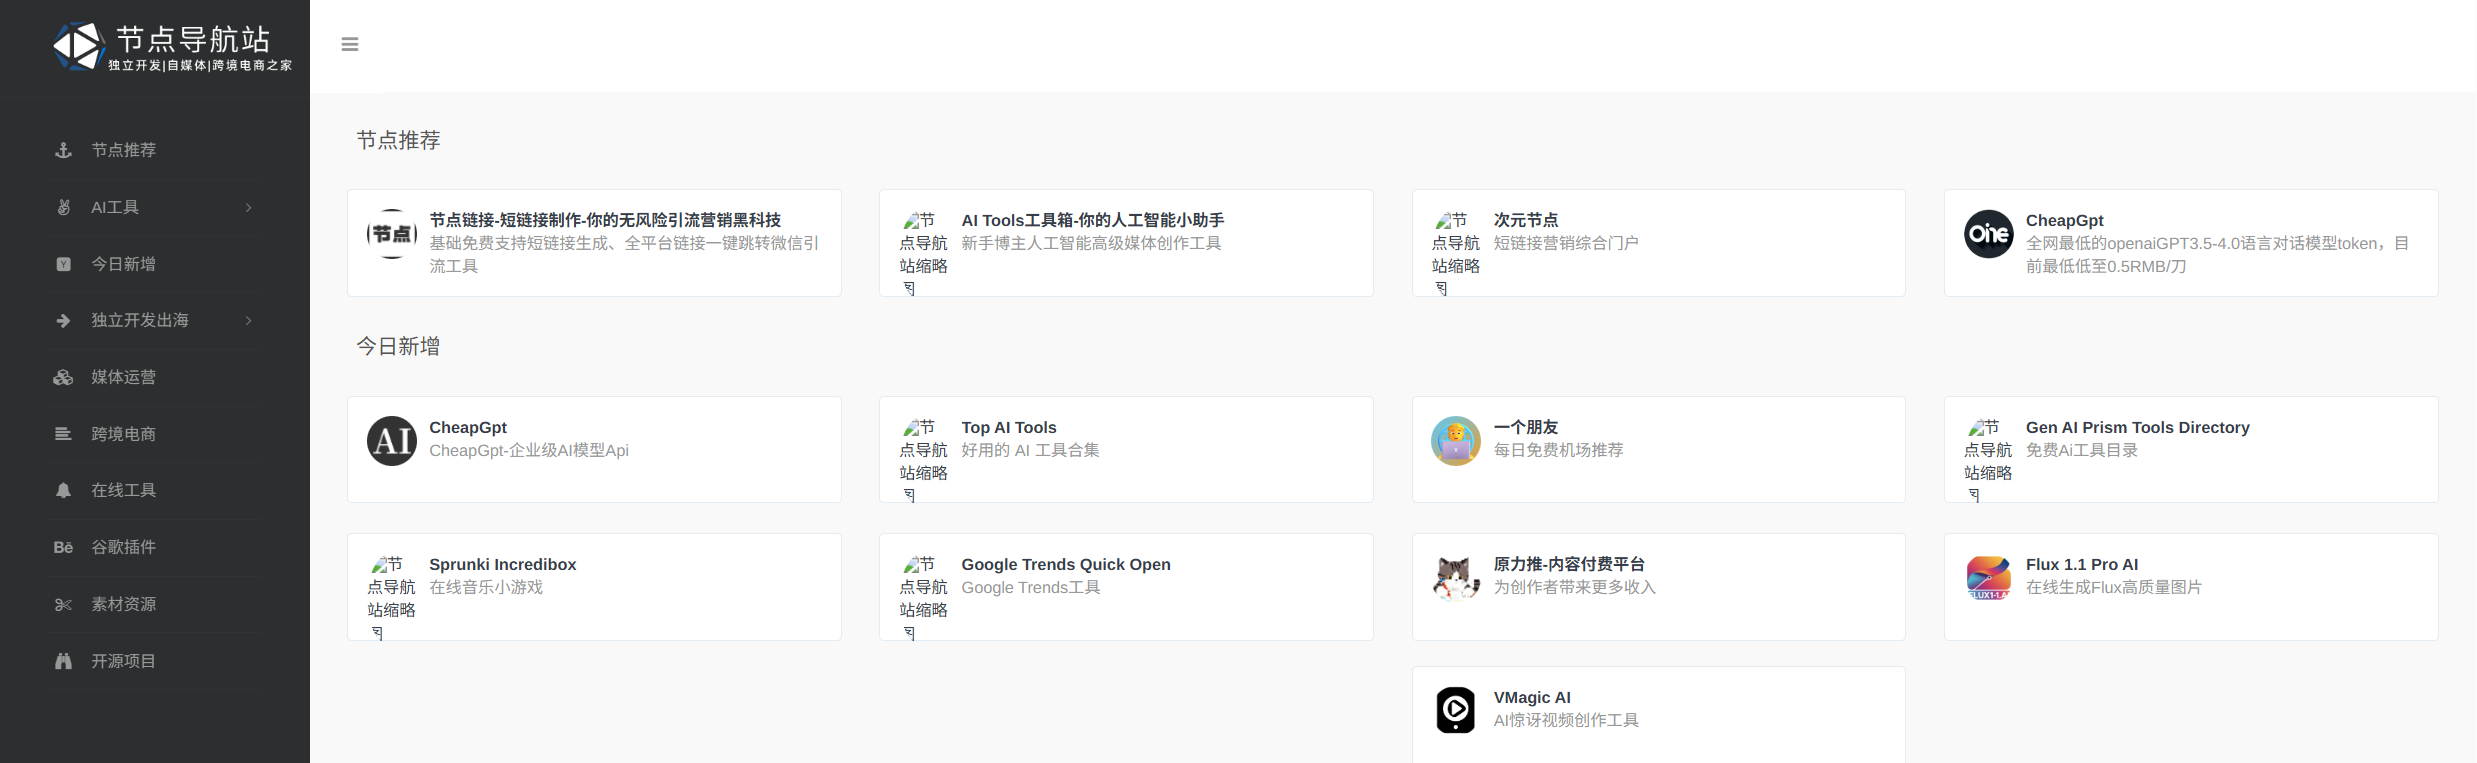 节点导航站
独立开发|自媒体|跨境电商之家
节点推荐
AI工具
今日新增
独立开发出海
媒体运营
跨境电商
在线工具
谷歌插件
素材资源
开源项目
节点推荐
节点
节点链接-短链接制作-你的无风险引流营销黑科技
基础免费支持短链接生成、全平台链接一键跳转微信引
流工具
节
点导航
站缩略
AI Tools工具箱-你的人工智能小助手
新手博主人工智能高级媒体创作工具
节
点导航
站缩略
次元节点
短链接营销综合门户
One
CheapGpt
全网最低的openaiGPT3.5-4.0语言对话模型token，目
前最低低至0.5RMB/刀
今日新增
AI
CheapGpt
CheapGpt-企业级AI模型Api
节
点导航
站缩略
Top AI Tools
好用的 AI 工具合集
一个朋友
每日免费机场推荐
节
点导航
站缩略
Gen AI Prism Tools Directory
免费Ai工具目录
节
点导航
站缩略
Sprunki Incredibox
在线音乐小游戏
节
点导航
站缩略
Google Trends Quick Open
Google Trends工具
原力推-内容付费平台
为创作者带来更多收入
Flux 1.1 Pro AI
在线生成Flux高质量图片
VMagic AI
AI惊讶视频创作工具